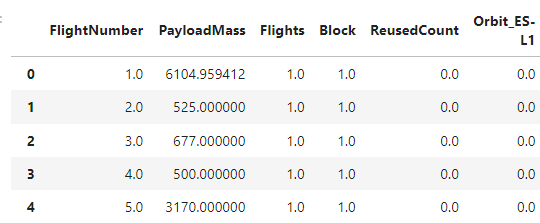 FlightNumber PayloadMass Flights Block ReusedCount Orbit_ES-
L1
0 1.0 6104.959412 1.0 1.0 0.0 0.0
1 2.0 525.000000 1.0 1.0 0.0 0.0
2 3.0 677.000000 1.0 1.0 0.0 0.0
3 4.0 500.000000 1.0 1.0 0.0 0.0
4 5.0 3170.000000 1.0 1.0 0.0 0.0